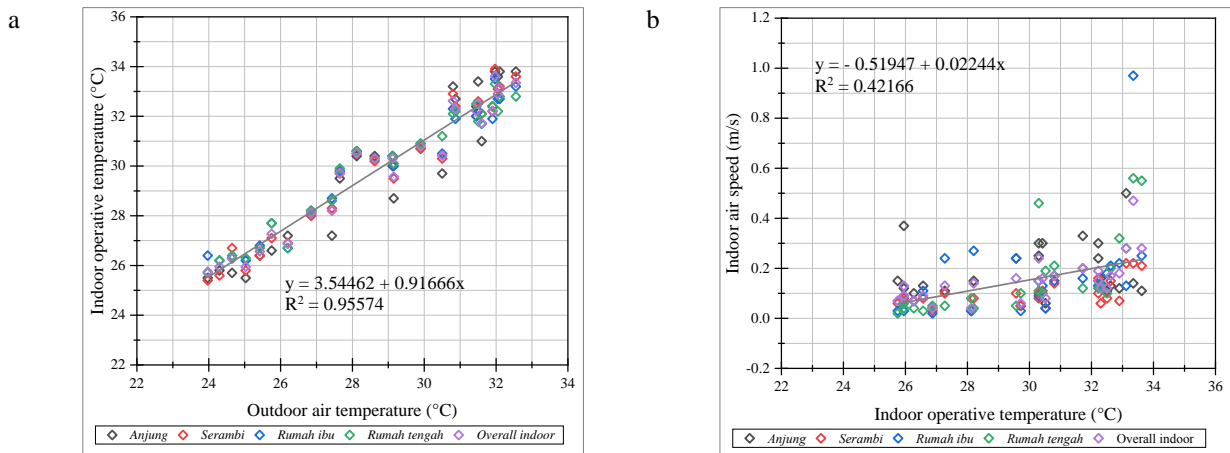 a
36
34
32
30
28
26
24
22
22
24
26
28
30
32
34
Indoor operative temperature (°C)
y = 3.54462 + 0.91666x
R² = 0.95574
Outdoor air temperature (°C)
Anjung Serambi Rumah ibu Rumah tengah Overall indoor
b
1.2
1.0
0.8
0.6
0.4
0.2
0.0
-0.2
22
24
26
28
30
32
34
36
Indoor air speed (m/s)
y = - 0.51947 + 0.02244x
R² = 0.42166
Indoor operative temperature (°C)
Anjung Serambi Rumah ibu Rumah tengah Overall indoor